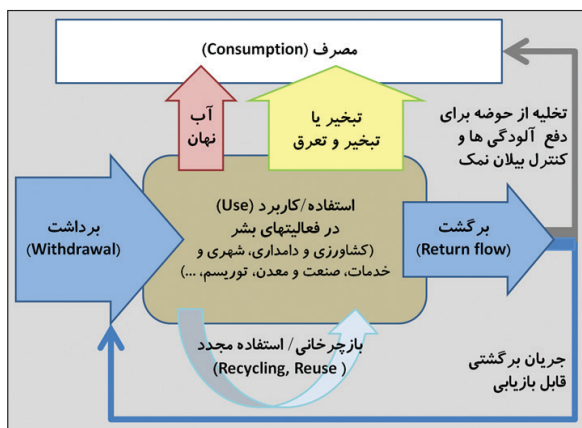 مصرف (Consumption)
آب
نهان
تبخیر یا
تبخیر و تعرق
تخلیه از حوضه برای
دفع آلودگی ها و
کنترل بیلان نمک
برداشت
(Withdrawal)
استفاده/کاربرد (Use)
در فعالیتهای بشر
(کشاورزی و دامداری، شهری و
خدمات، صنعت و معدن، توریسم، ...)
برگشت
(Return flow)
بازچرخانی/ استفاده مجدد
(Recycling, Reuse )
جریان برگشتی
قابل بازیابی